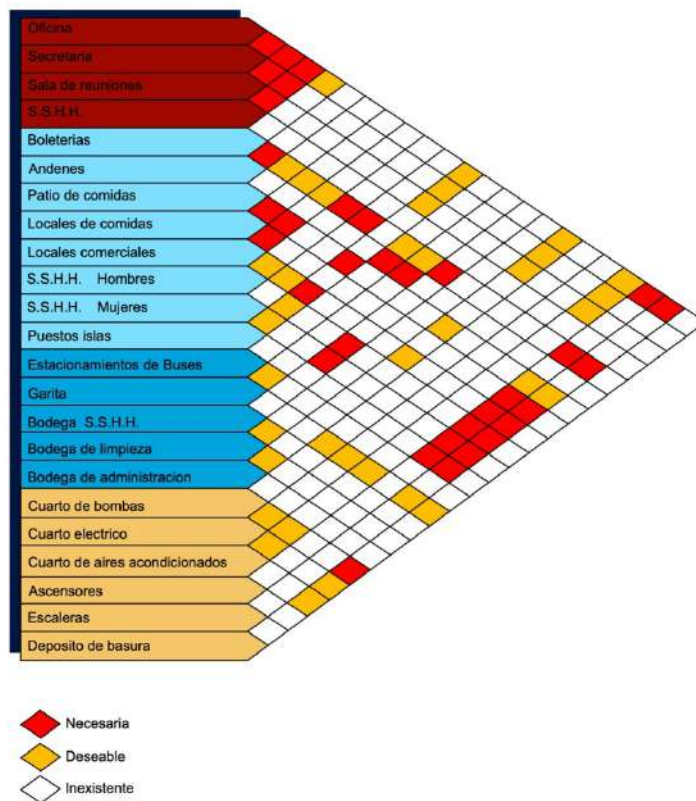 Oficina
Secretaria
Sala de reuniones
S.S.H.H.
Boleterias
Andenes
Patio de comidas
Locales de comidas
Locales comerciales
S.S.H.H. Hombres
S.S.H.H. Mujeres
Puestos islas
Estacionamientos de Buses
Garita
Bodega S.S.H.H.
Bodega de limpieza
Bodega de administracion
Cuarto de bombas
Cuarto electrico
Cuarto de aires acondicionados
Ascensores
Escaleras
Deposito de basura
Necesaria
Deseable
Inexistente